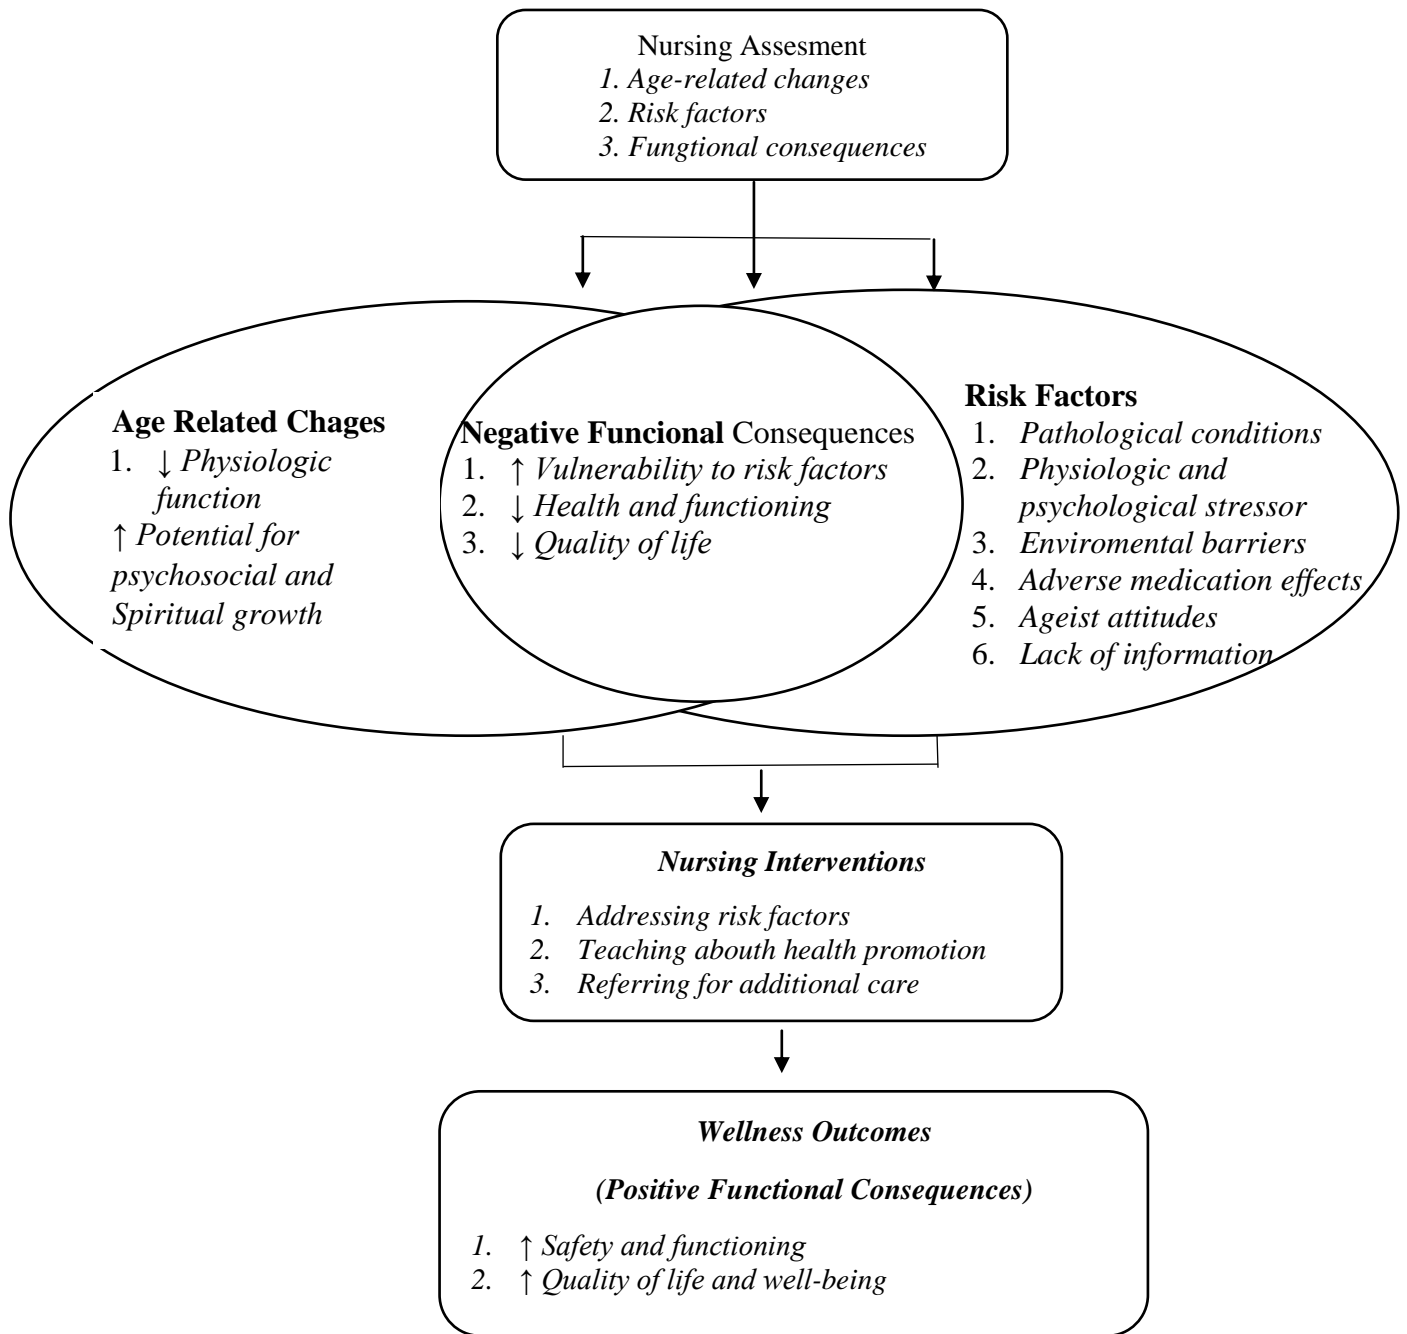 Nursing Assesment
1. Age-related changes
2. Risk factors
3. Fungtional consequences
Age Related Chages
1. ↓ Physiologic
function
↑ Potential for
psychosocial and
Spiritual growth
Negative Funcional Consequences
1. ↑ Vulnerability to risk factors
2. ↓ Health and functioning
3. ↓ Quality of life
Risk Factors
1. Pathological conditions
2. Physiologic and
psychological stressor
3. Enviromental barriers
4. Adverse medication effects
5. Ageist attitudes
6. Lack of information
Nursing Interventions
1. Addressing risk factors
2. Teaching abouth health promotion
3. Referring for additional care
Wellness Outcomes
(Positive Functional Consequences)
1. ↑ Safety and functioning
2. ↑ Quality of life and well-being